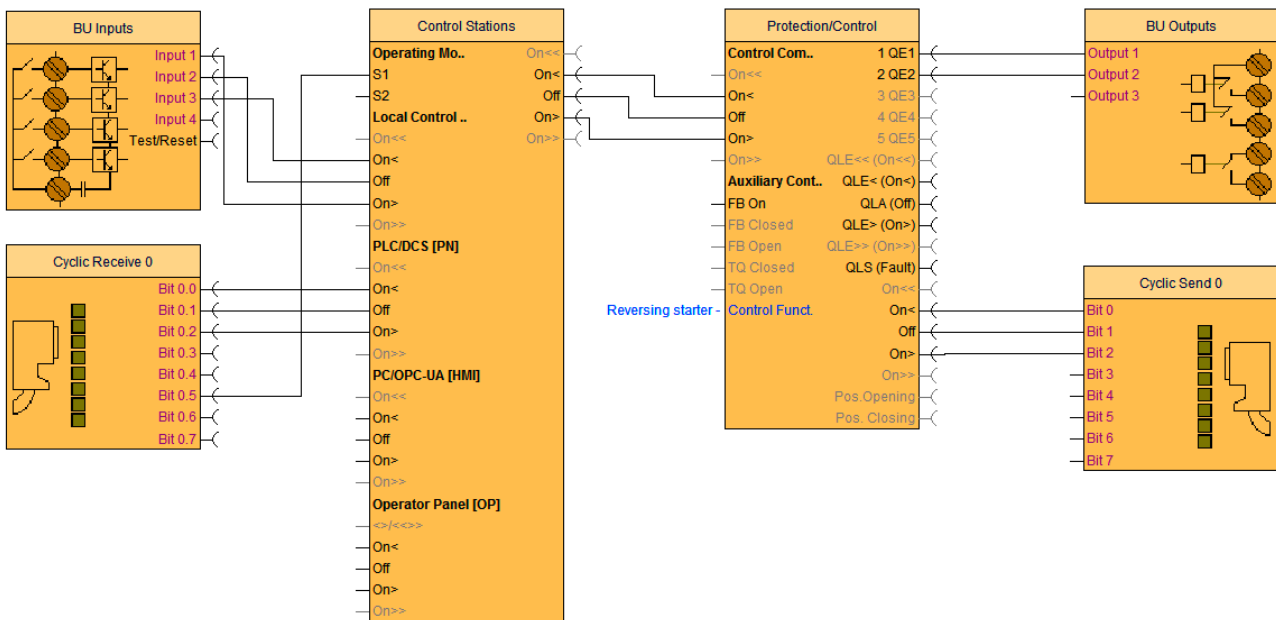 BU Inputs
Input 1
Input 2
Input 3
Input 4
Test/Reset
Cyclic Receive 0
Bit 0.0
Bit 0.1
Bit 0.2
Bit 0.3
Bit 0.4
Bit 0.5
Bit 0.6
Bit 0.7
Control Stations
Operating Mo.. On<<
S1 On<
S2 Off
Local Control .. On>
On<< On>>
On<
Off
On>
On>>
PLC/DCS [PN]
On<<
On<
Off
On>
On>>
PC/OPC-UA [HMI]
On<<
On<
Off
On>
On>>
Operator Panel [OP]
<>/<<>>
On<
Off
On>
On>>
Protection/Control
Control Com.. 1 QE1
On<< 2 QE2
On< 3 QE3
Off 4 QE4
On> 5 QE5
On>> QLE<< (On<<)
Auxiliary Cont.. QLE< (On<)
FB On QLA (Off)
FB Closed QLE> (On>)
FB Open QLE>> (On>>)
TQ Closed QLS (Fault)
TQ Open On<<
Reversing starter - Control Funct. On<
Off
On>
On>>
Pos.Opening
Pos. Closing
BU Outputs
Output 1
Output 2
Output 3
Cyclic Send 0
Bit 0
Bit 1
Bit 2
Bit 3
Bit 4
Bit 5
Bit 6
Bit 7